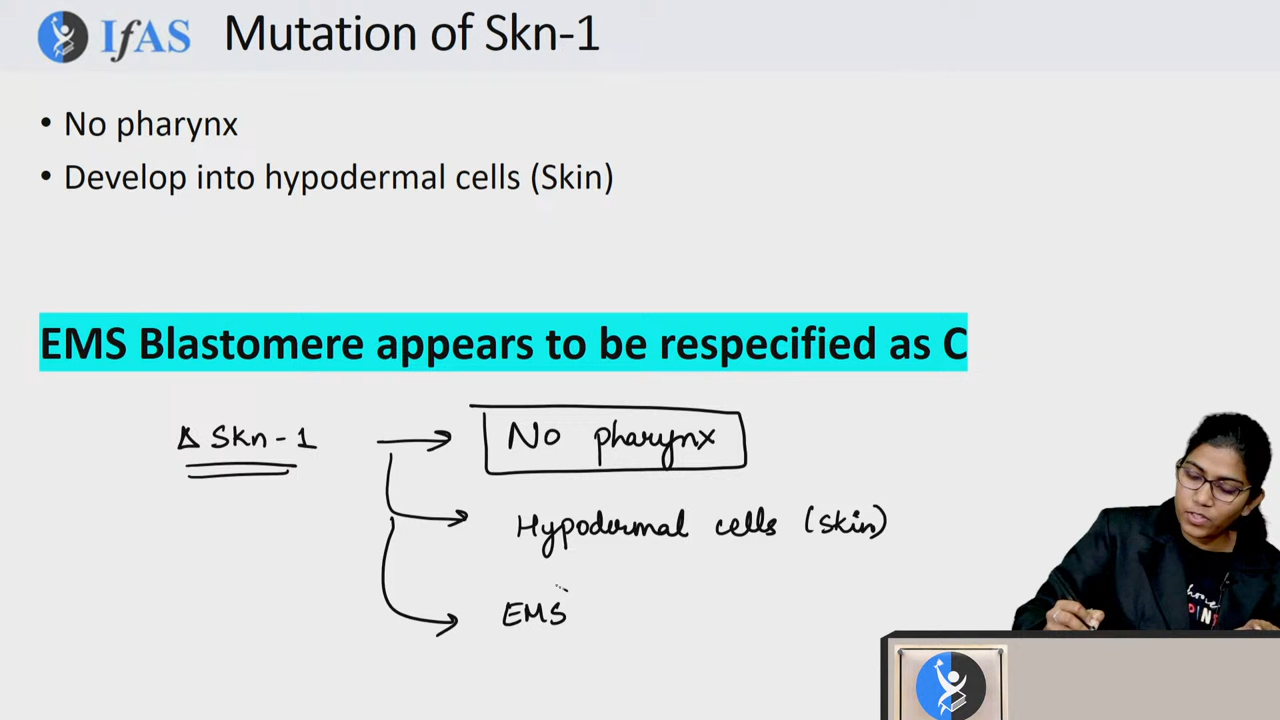 IfAS
Mutation of Skn-1
• No pharynx
• Develop into hypodermal cells (Skin)
EMS Blastomere appears to be respecified as C
Δ Skn-1 → No pharynx
Hypodermal cells (skin)
EMS